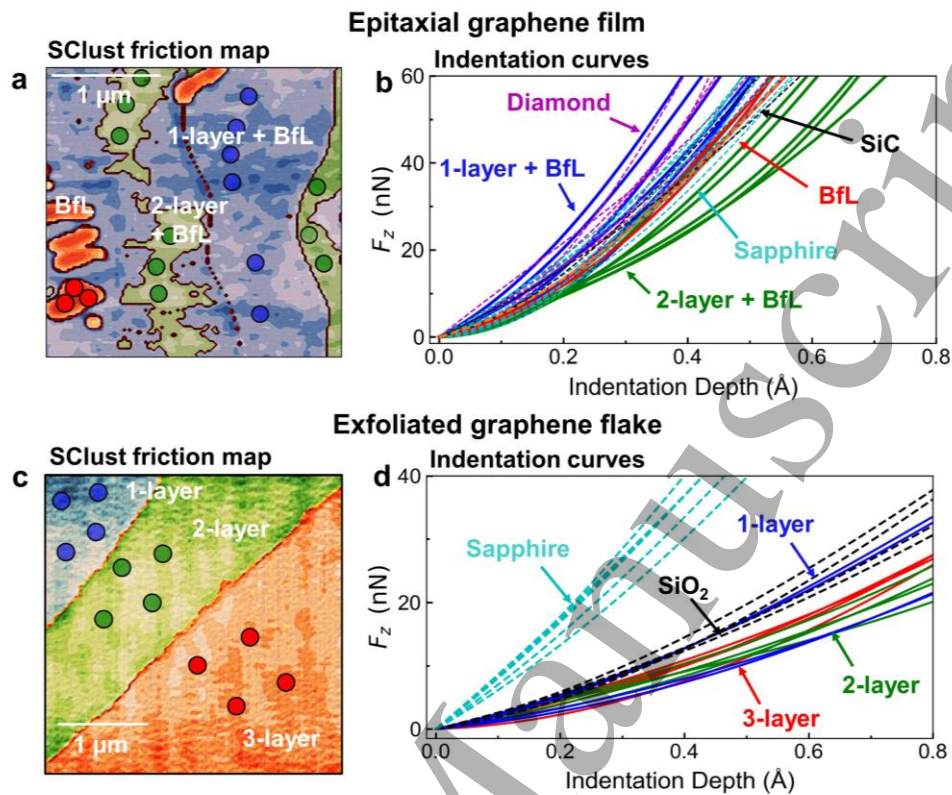 Epitaxial graphene film
SClust friction map
Indentation curves
a
1 µm
1-layer + BfL
BfL
2-layer
+ BfL
b
60
40
20
0
F_z (nN)
Diamond
1-layer + BfL
SiC
BfL
Sapphire
2-layer + BfL
0.0 0.2 0.4 0.6 0.8
Indentation Depth (Å)
Exfoliated graphene flake
SClust friction map
Indentation curves
c
1-layer
2-layer
3-layer
1 µm
d
40
20
0
F_z (nN)
Sapphire
SiO₂
1-layer
2-layer
3-layer
0.0 0.2 0.4 0.6 0.8
Indentation Depth (Å)
Manuscrip